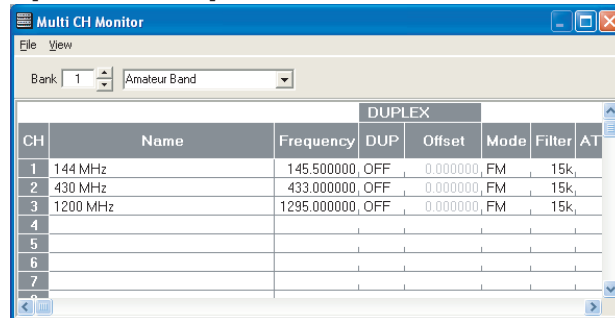 Multi CH Monitor
File View
Bank 1 Amateur Band
DUPLEX
CH Name Frequency DUP Offset Mode Filter AT
1 144 MHz 145.500000 OFF 0.000000 FM 15k
2 430 MHz 433.000000 OFF 0.000000 FM 15k
3 1200 MHz 1295.000000 OFF 0.000000 FM 15k
4
5
6
7